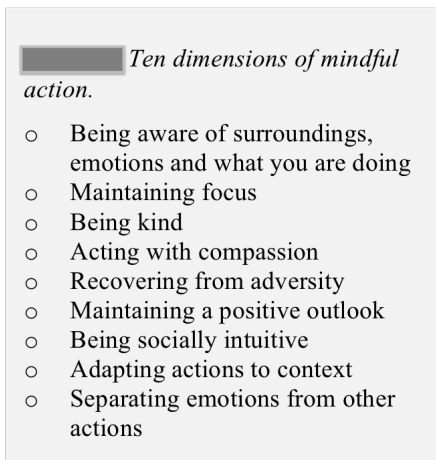 Ten dimensions of mindful
action.
o Being aware of surroundings,
emotions and what you are doing
o Maintaining focus
o Being kind
o Acting with compassion
o Recovering from adversity
o Maintaining a positive outlook
o Being socially intuitive
o Adapting actions to context
o Separating emotions from other
actions